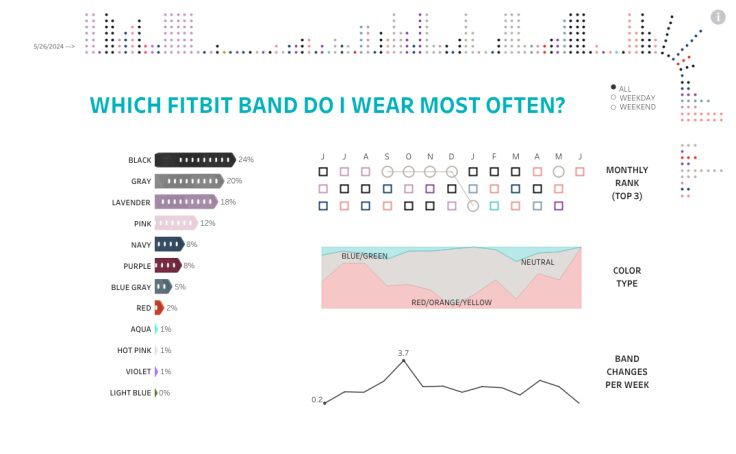 i
5/26/2024 -->
WHICH FITBIT BAND DO I WEAR MOST OFTEN?
ALL
WEEKDAY
WEEKEND
BLACK 24%
GRAY 20%
LAVENDER 18%
PINK 12%
NAVY 8%
PURPLE 8%
BLUE GRAY 5%
RED 2%
AQUA 1%
HOT PINK 1%
VIOLET 1%
LIGHT BLUE 0%
J J A S O N D J F M A M J
MONTHLY
RANK
(TOP 3)
BLUE/GREEN
NEUTRAL
RED/ORANGE/YELLOW
COLOR
TYPE
3.7
0.2
BAND
CHANGES
PER WEEK